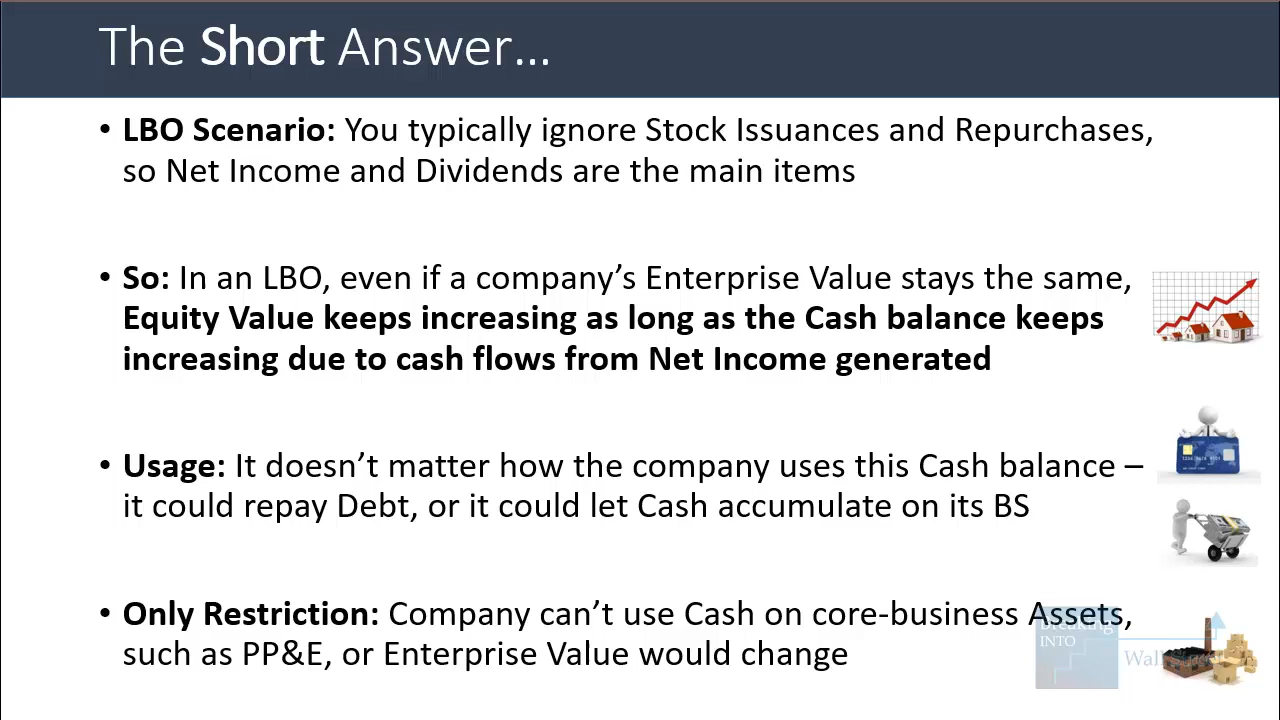 The Short Answer…
• LBO Scenario: You typically ignore Stock Issuances and Repurchases,
so Net Income and Dividends are the main items
• So: In an LBO, even if a company’s Enterprise Value stays the same,
Equity Value keeps increasing as long as the Cash balance keeps
increasing due to cash flows from Net Income generated
• Usage: It doesn’t matter how the company uses this Cash balance –
it could repay Debt, or it could let Cash accumulate on its BS
• Only Restriction: Company can’t use Cash on core-business Assets,
such as PP&E, or Enterprise Value would change
breaking
INTO
Wall